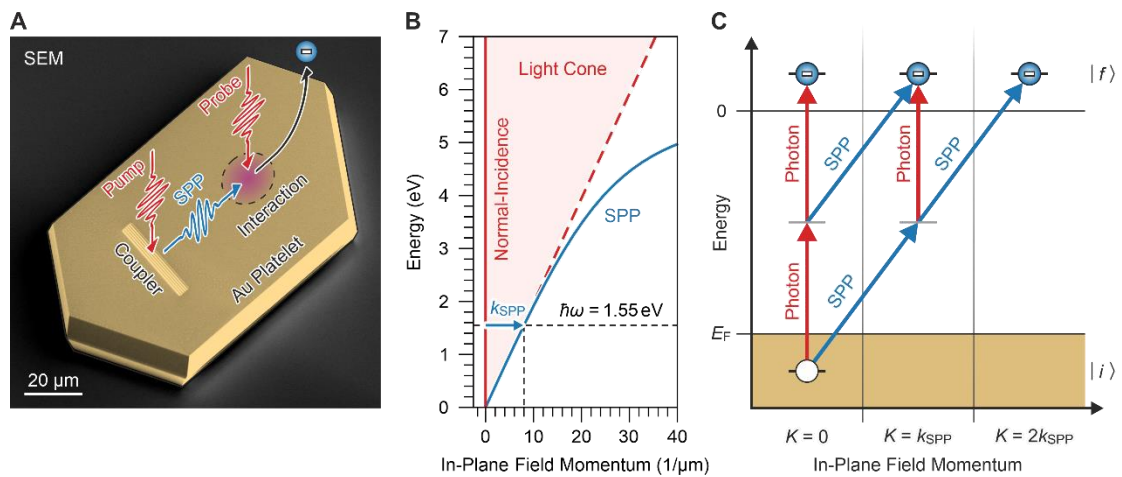 A
SEM
Pump
SPP
Probe
Interaction
Coupler
Au Platelet
20 µm
B
Energy (eV)
7
6
5
4
3
2
1
0
Light Cone
Normal-Incidence
SPP
kSPP
ℏω = 1.55 eV
0 10 20 30 40
In-Plane Field Momentum (1/µm)
C
Energy
0
EF
| f ⟩
| i ⟩
Photon
SPP
Photon
SPP
Photon
SPP
K = 0
K = kSPP
K = 2kSPP
In-Plane Field Momentum